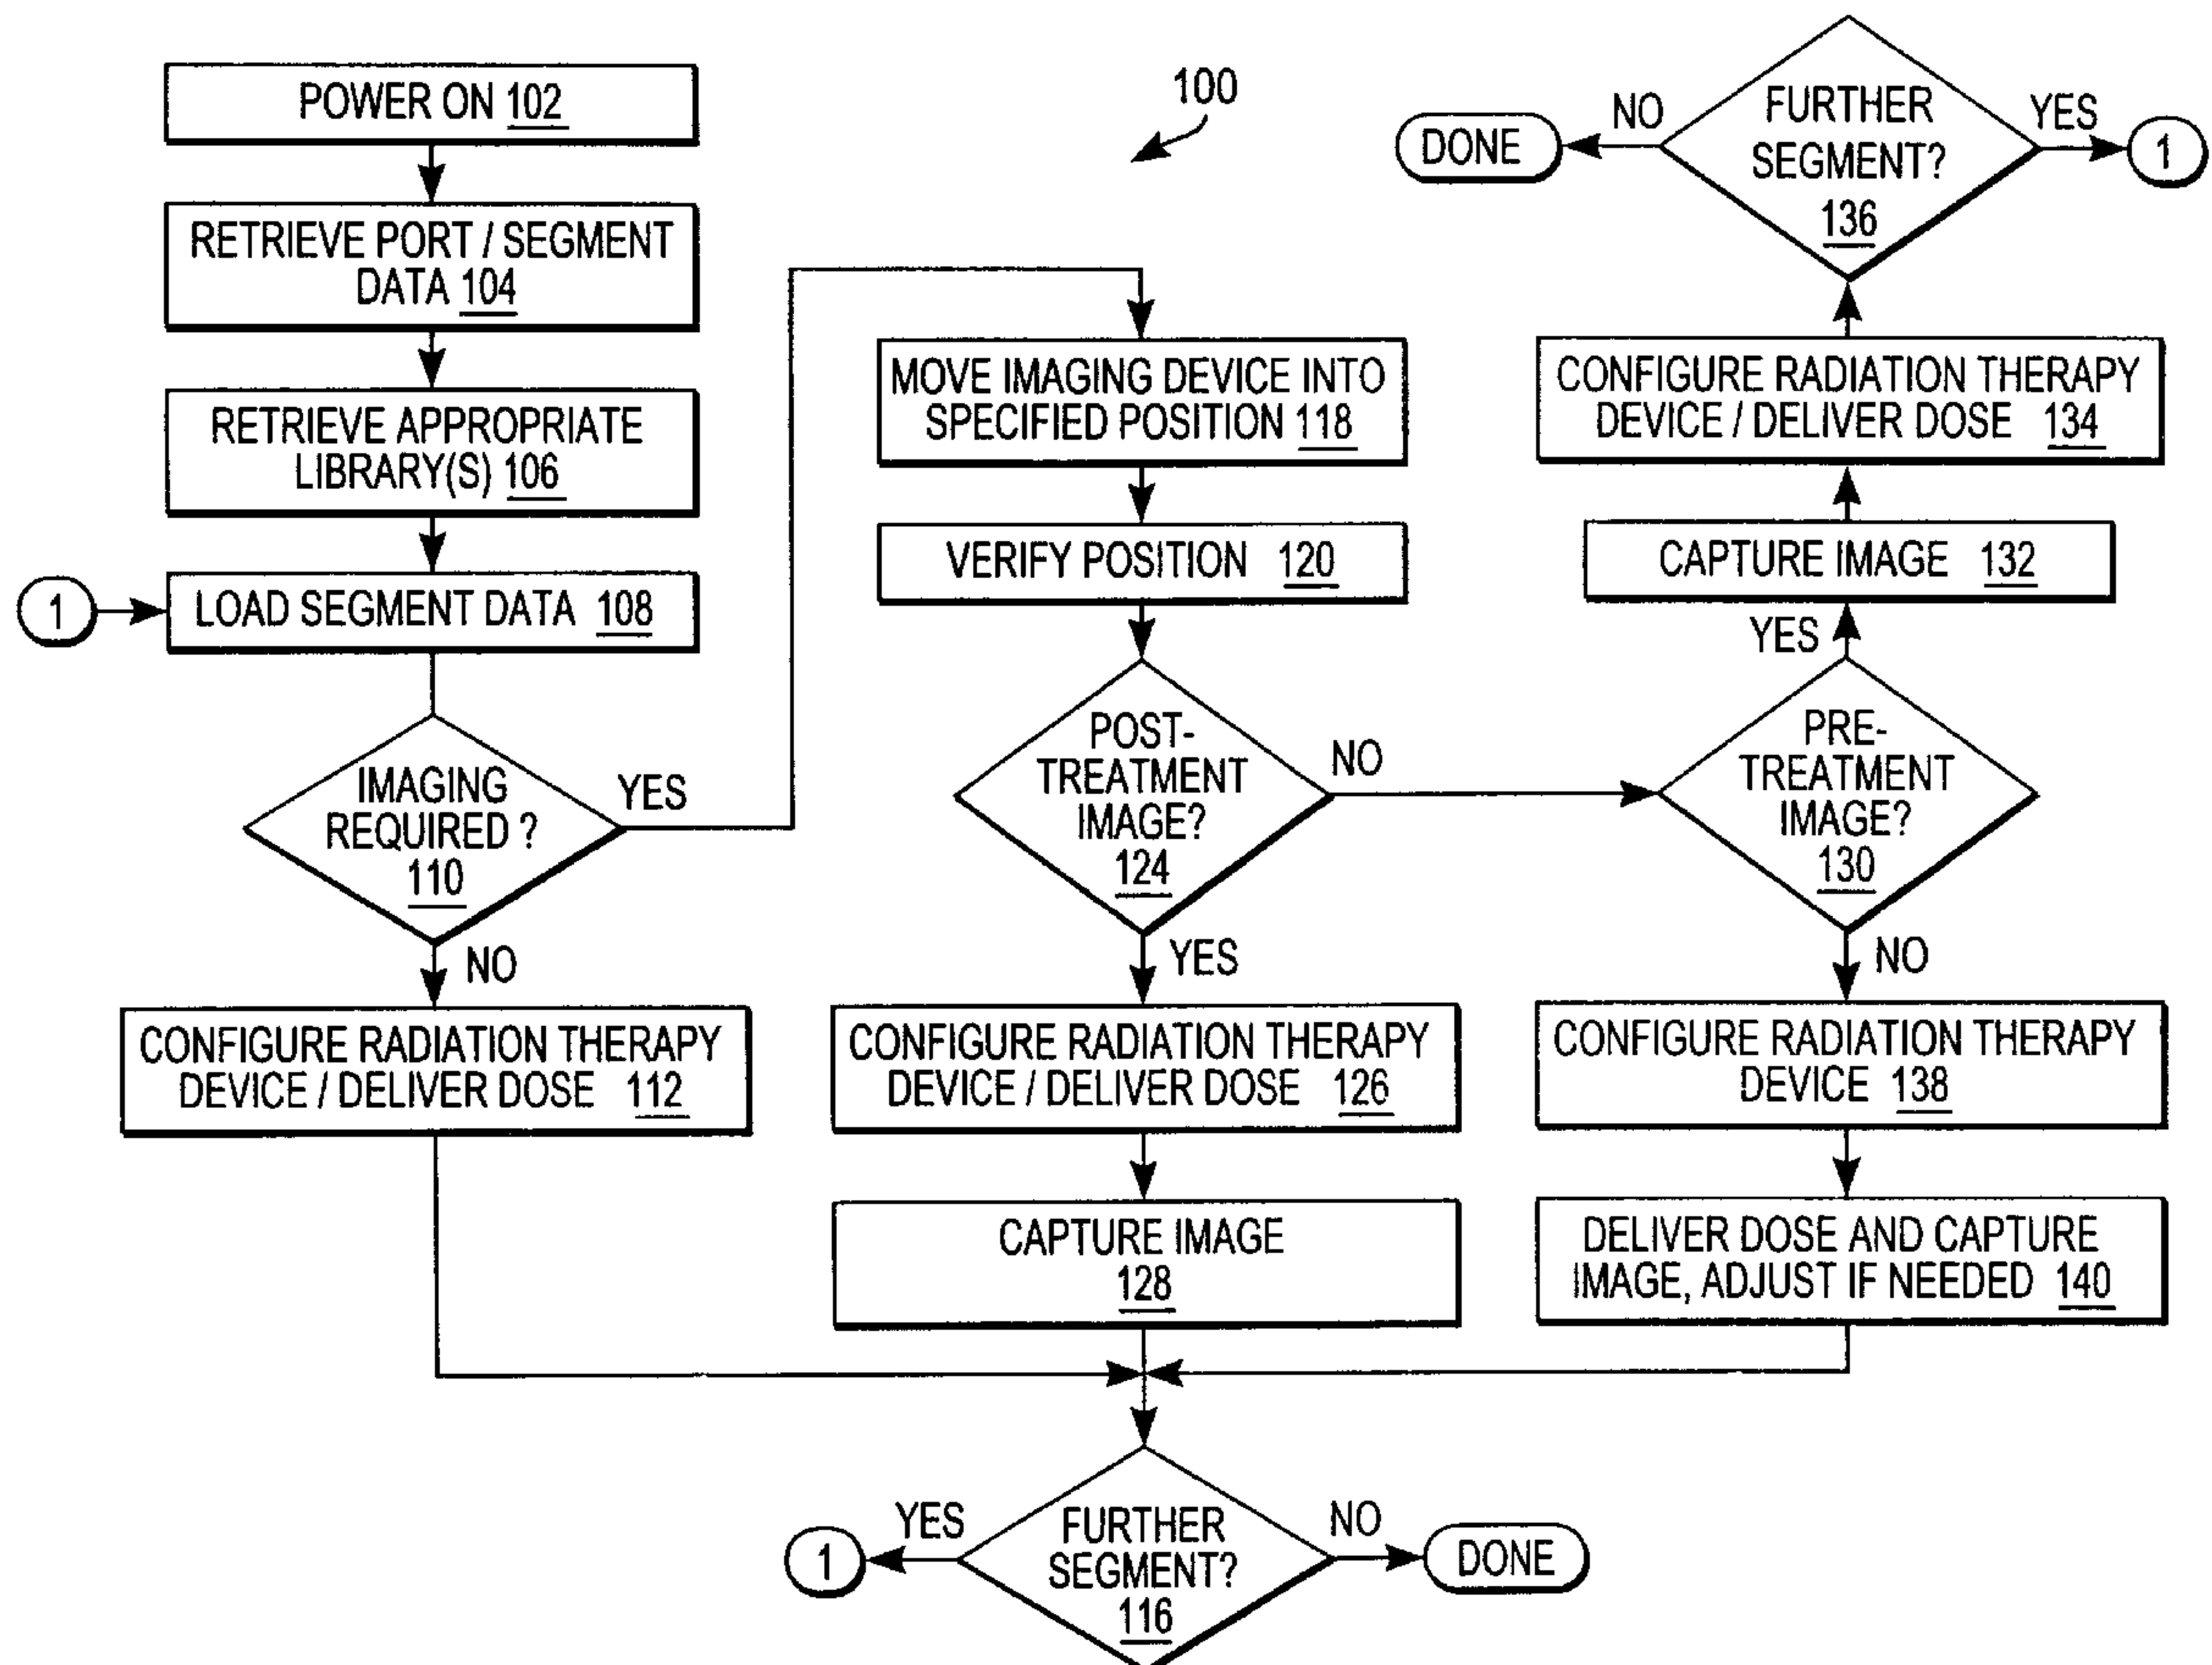 POWER ON 102
RETRIEVE PORT / SEGMENT
DATA 104
RETRIEVE APPROPRIATE
LIBRARY(S) 106
1
LOAD SEGMENT DATA 108
IMAGING
REQUIRED ?
110
YES
NO
CONFIGURE RADIATION THERAPY
DEVICE / DELIVER DOSE 112
100
MOVE IMAGING DEVICE INTO
SPECIFIED POSITION 118
VERIFY POSITION 120
POST-
TREATMENT
IMAGE?
124
NO
YES
CONFIGURE RADIATION THERAPY
DEVICE / DELIVER DOSE 126
CAPTURE IMAGE
128
FURTHER
SEGMENT?
116
YES
1
NO
DONE
FURTHER
SEGMENT?
136
NO
DONE
YES
1
CONFIGURE RADIATION THERAPY
DEVICE / DELIVER DOSE 134
CAPTURE IMAGE 132
YES
PRE-
TREATMENT
IMAGE?
130
NO
CONFIGURE RADIATION THERAPY
DEVICE 138
DELIVER DOSE AND CAPTURE
IMAGE, ADJUST IF NEEDED 140